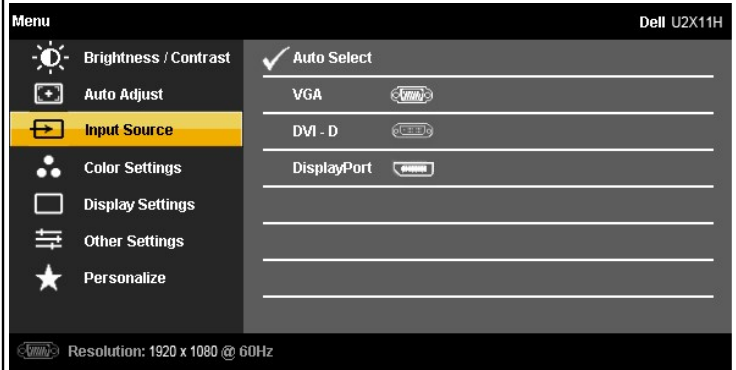 Menu Dell U2X11H
Brightness / Contrast Auto Select
Auto Adjust VGA
Input Source DVI - D
Color Settings DisplayPort
Display Settings
Other Settings
Personalize
Resolution: 1920 x 1080 @ 60Hz